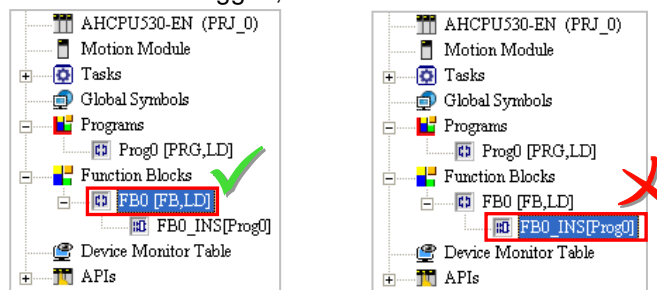 AHCPU530-EN (PRJ_0)
Motion Module
Tasks
Global Symbols
Programs
Prog0 [PRG,LD]
Function Blocks
FB0 [FB,LD]
FB0_INS[Prog0]
Device Monitor Table
APIs
AHCPU530-EN (PRJ_0)
Motion Module
Tasks
Global Symbols
Programs
Prog0 [PRG,LD]
Function Blocks
FB0 [FB,LD]
FB0_INS[Prog0]
Device Monitor Table
APIs